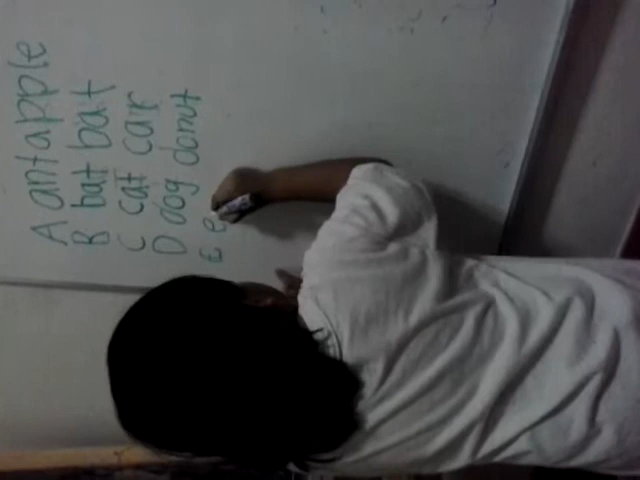 A ant apple
B bat bat
C cat car
D dog donut
E e